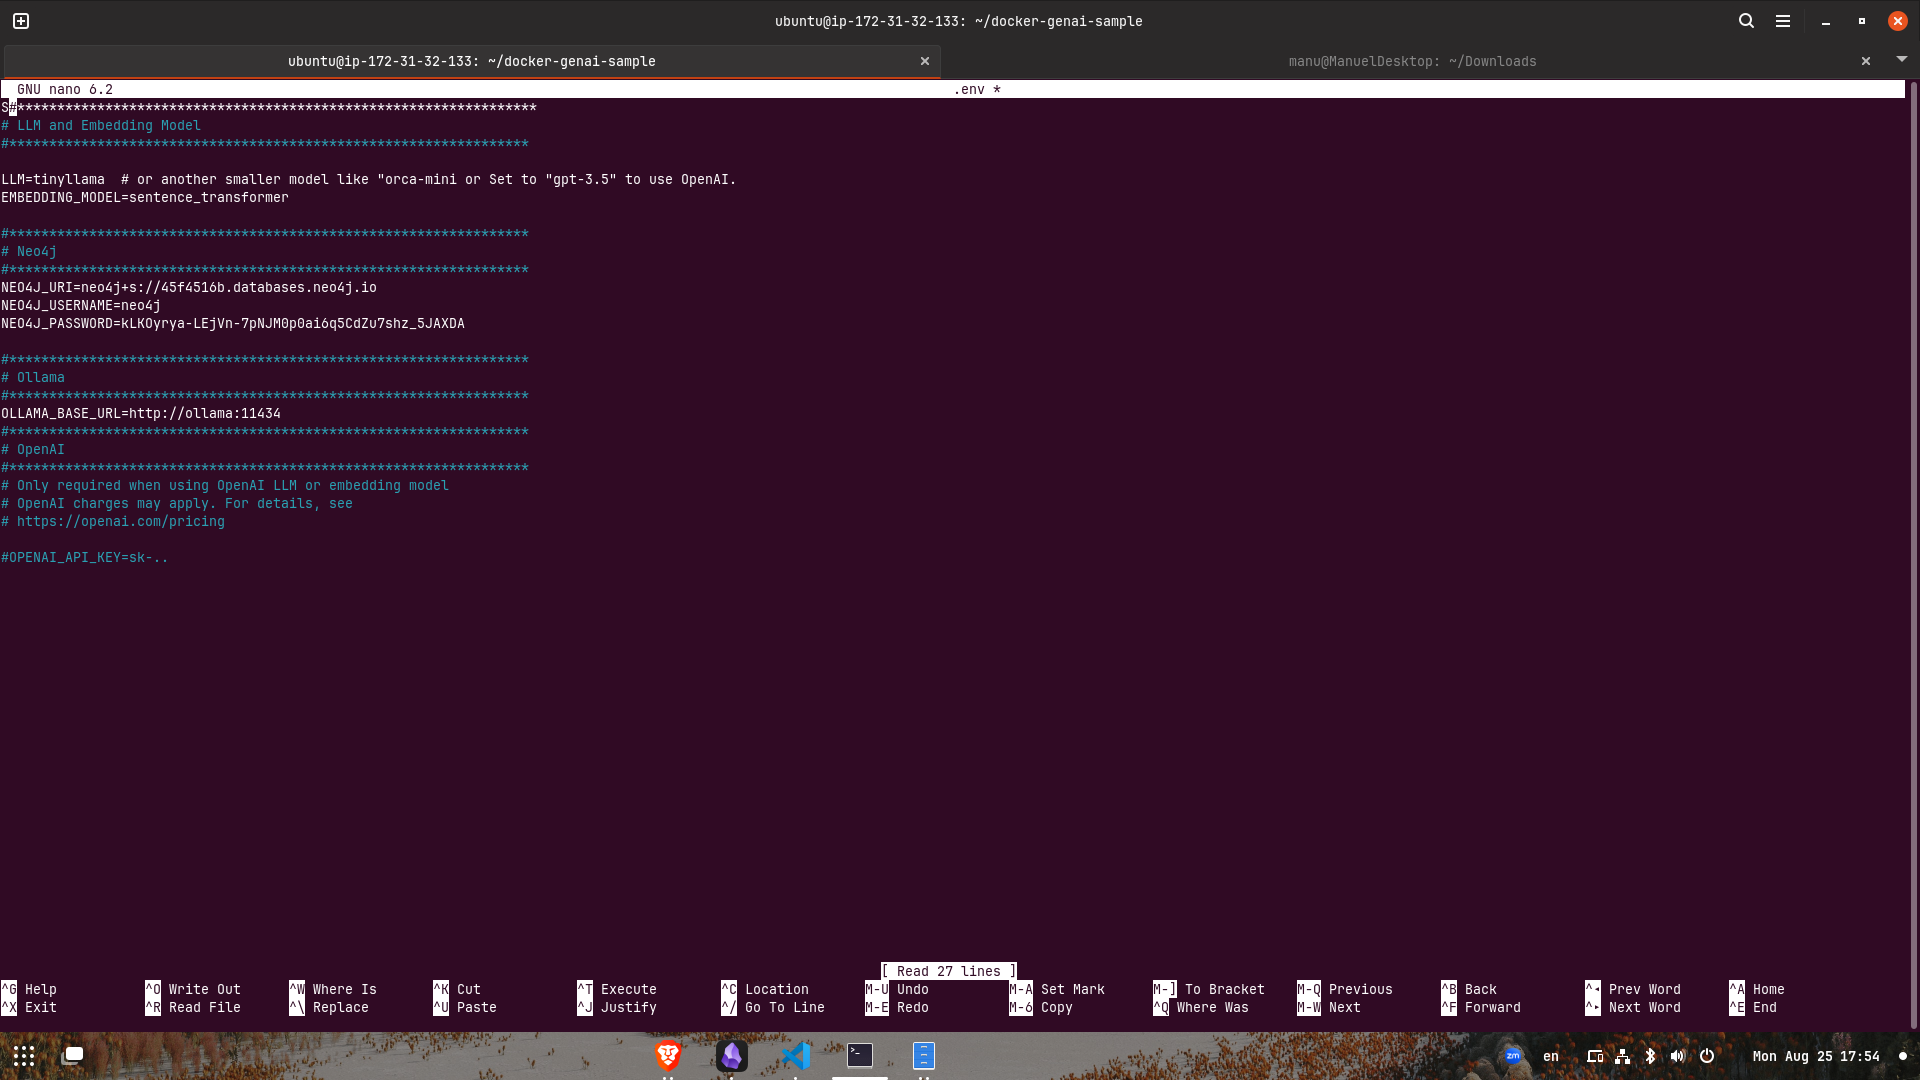 ubuntu@ip-172-31-32-133: ~/docker-genai-sample
ubuntu@ip-172-31-32-133: ~/docker-genai-sample
manu@ManuelDesktop: ~/Downloads
GNU nano 6.2 .env *
S#*****************************************************************
# LLM and Embedding Model
#*****************************************************************
LLM=tinyllama  # or another smaller model like "orca-mini or Set to "gpt-3.5" to use OpenAI.
EMBEDDING_MODEL=sentence_transformer
#*****************************************************************
# Neo4j
#*****************************************************************
NEO4J_URI=neo4j+s://45f4516b.databases.neo4j.io
NEO4J_USERNAME=neo4j
NEO4J_PASSWORD=kLKOyrya-LEjVn-7pNJM0p0ai6q5CdZu7shz_5JAXDA
#*****************************************************************
# Ollama
#*****************************************************************
OLLAMA_BASE_URL=http://ollama:11434
#*****************************************************************
# OpenAI
#*****************************************************************
# Only required when using OpenAI LLM or embedding model
# OpenAI charges may apply. For details, see
# https://openai.com/pricing
#OPENAI_API_KEY=sk-..
[ Read 27 lines ]
^G Help ^O Write Out ^W Where Is ^K Cut ^T Execute ^C Location M-U Undo M-A Set Mark M-] To Bracket M-Q Previous ^B Back ^◂ Prev Word ^A Home
^X Exit ^R Read File ^\ Replace ^U Paste ^J Justify ^/ Go To Line M-E Redo M-6 Copy ^Q Where Was M-W Next ^F Forward ^▸ Next Word ^E End
zm en Mon Aug 25 17:54